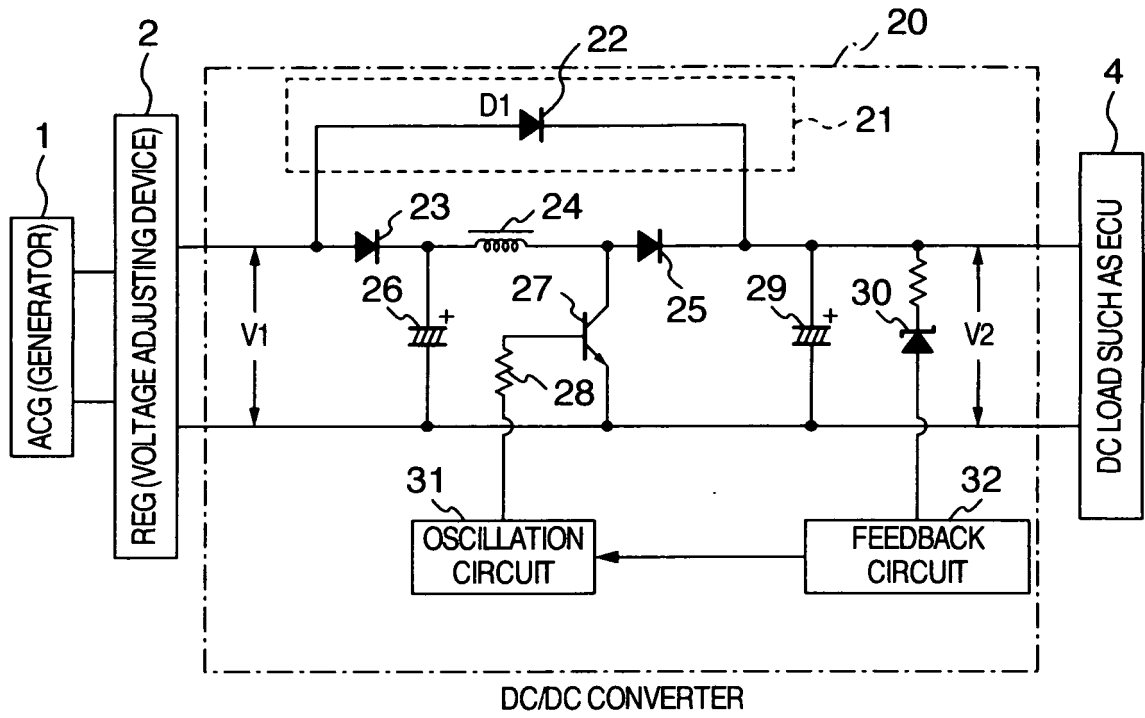 20
22
2
D1
21
4
1
23
24
ACG (GENERATOR)
REG (VOLTAGE ADJUSTING DEVICE)
V1
26
+
27
25
29
+
30
V2
DC LOAD SUCH AS ECU
28
31
32
OSCILLATION
CIRCUIT
FEEDBACK
CIRCUIT
DC/DC CONVERTER